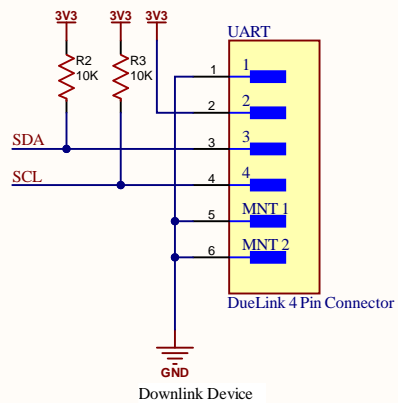 3V3 3V3 3V3
UART
R2
10K
R3
10K
1 1
2 2
SDA 3 3
SCL 4 4
5 MNT 1
6 MNT 2
DueLink 4 Pin Connector
GND
Downlink Device